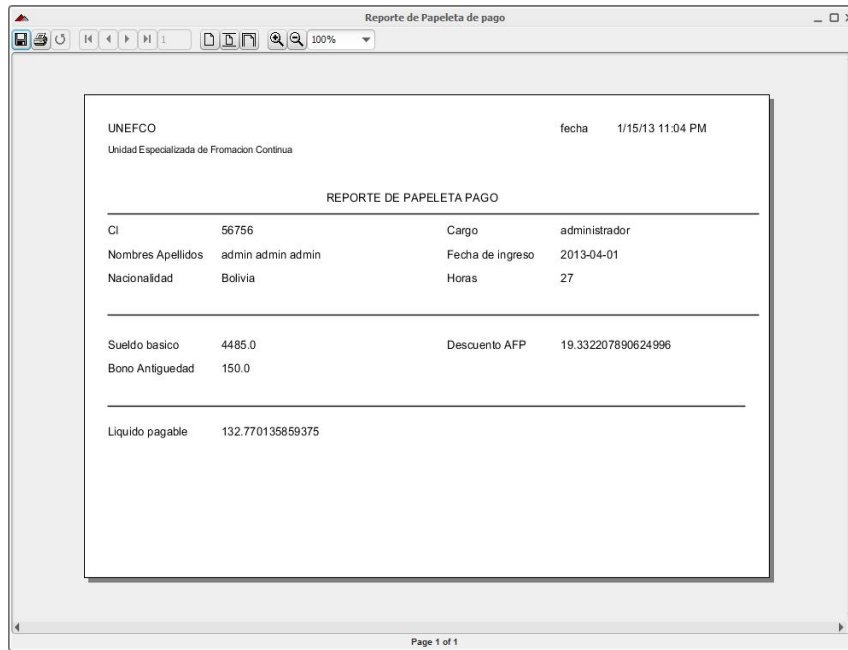 Reporte de Papeleta de pago
1
100%
UNEFCO fecha 1/15/13 11:04 PM
Unidad Especializada de Fromacion Continua
REPORTE DE PAPELETA PAGO
CI 56756 Cargo administrador
Nombres Apellidos admin admin admin Fecha de ingreso 2013-04-01
Nacionalidad Bolivia Horas 27
Sueldo basico 4485.0 Descuento AFP 19.332207890624996
Bono Antiguedad 150.0
Liquido pagable 132.770135859375
Page 1 of 1